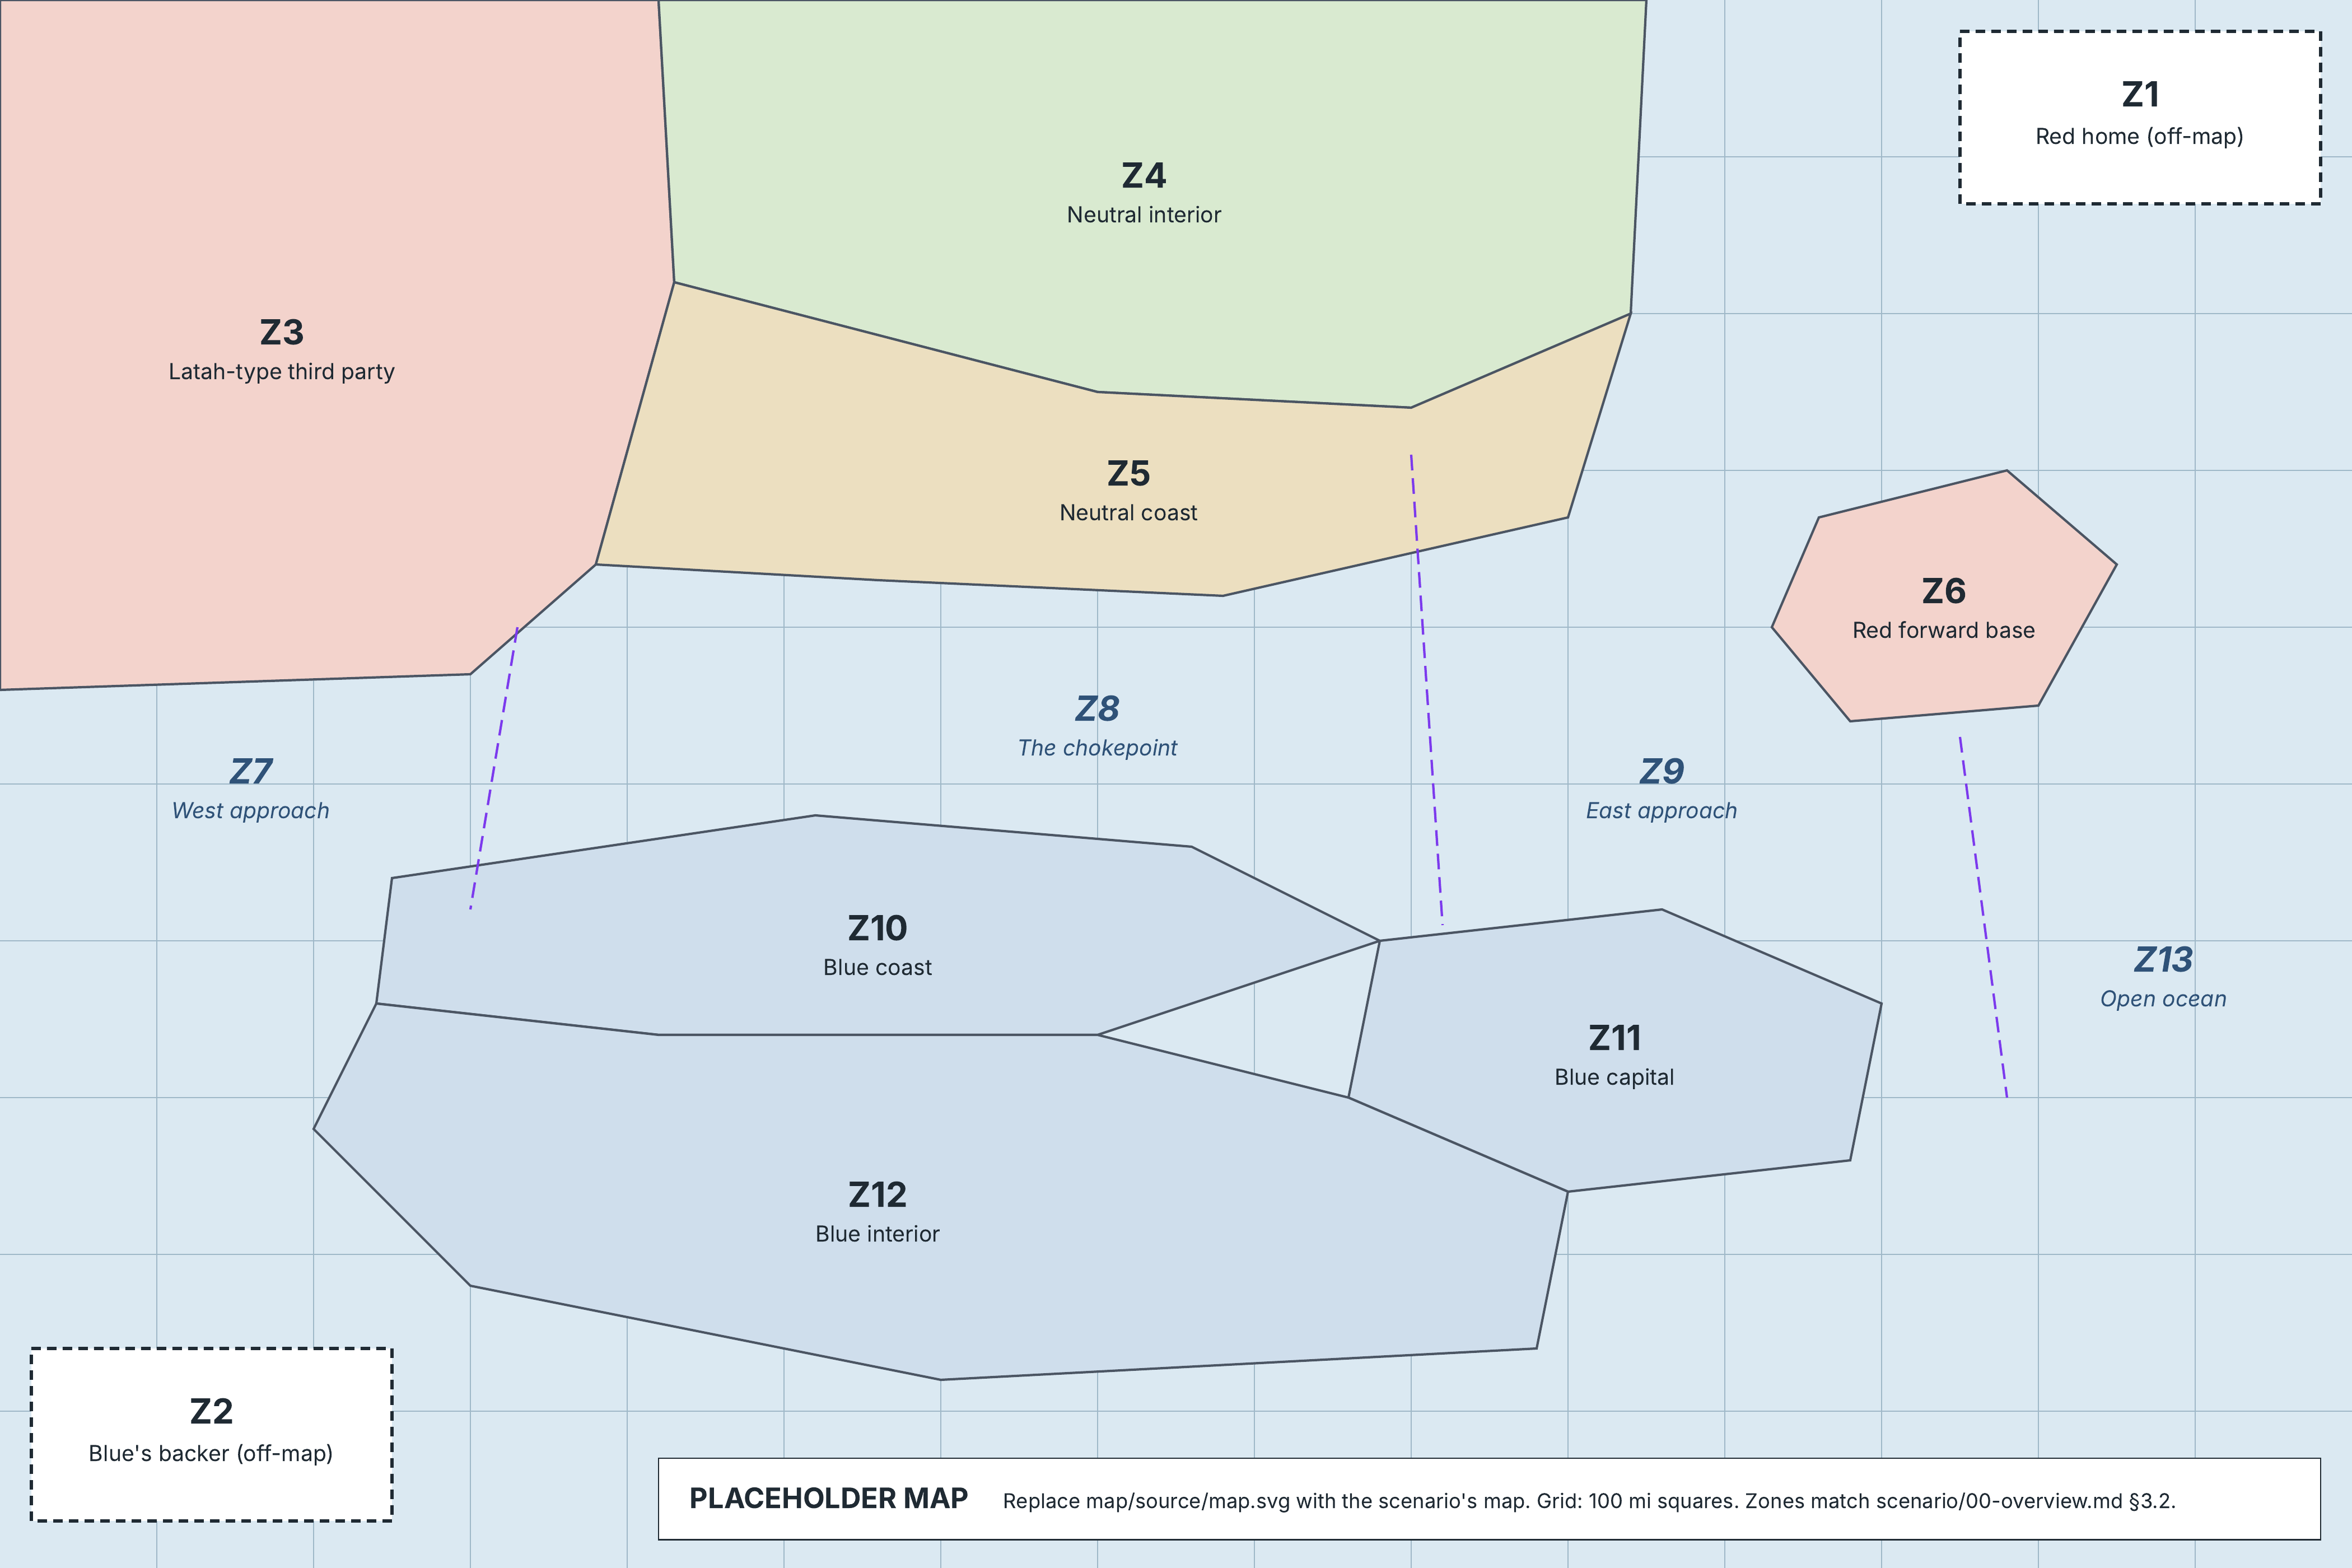 Z1
Red home (off-map)
Z4
Neutral interior
Z3
Latah-type third party
Z5
Neutral coast
Z6
Red forward base
Z8
The chokepoint
Z7
West approach
Z9
East approach
Z10
Blue coast
Z13
Open ocean
Z11
Blue capital
Z12
Blue interior
Z2
Blue's backer (off-map)
PLACEHOLDER MAP Replace map/source/map.svg with the scenario's map. Grid: 100 mi squares. Zones match scenario/00-overview.md §3.2.